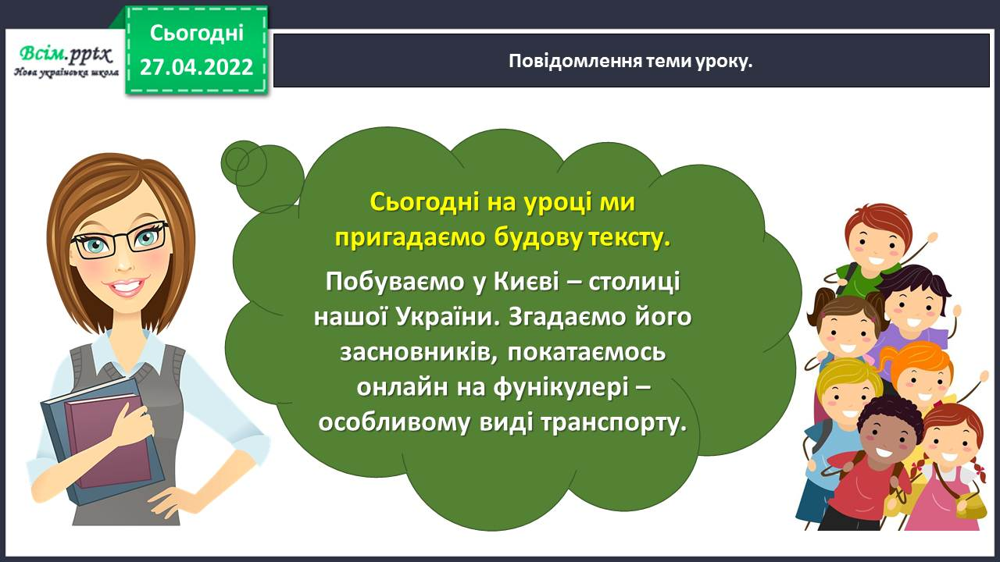 Всім.pptx
Нова українська школа
Сьогодні
27.04.2022
Повідомлення теми уроку.
Сьогодні на уроці ми
пригадаємо будову тексту.
Побуваємо у Києві – столиці
нашої України. Згадаємо його
засновників, покатаємось
онлайн на фунікулері –
особливому виді транспорту.